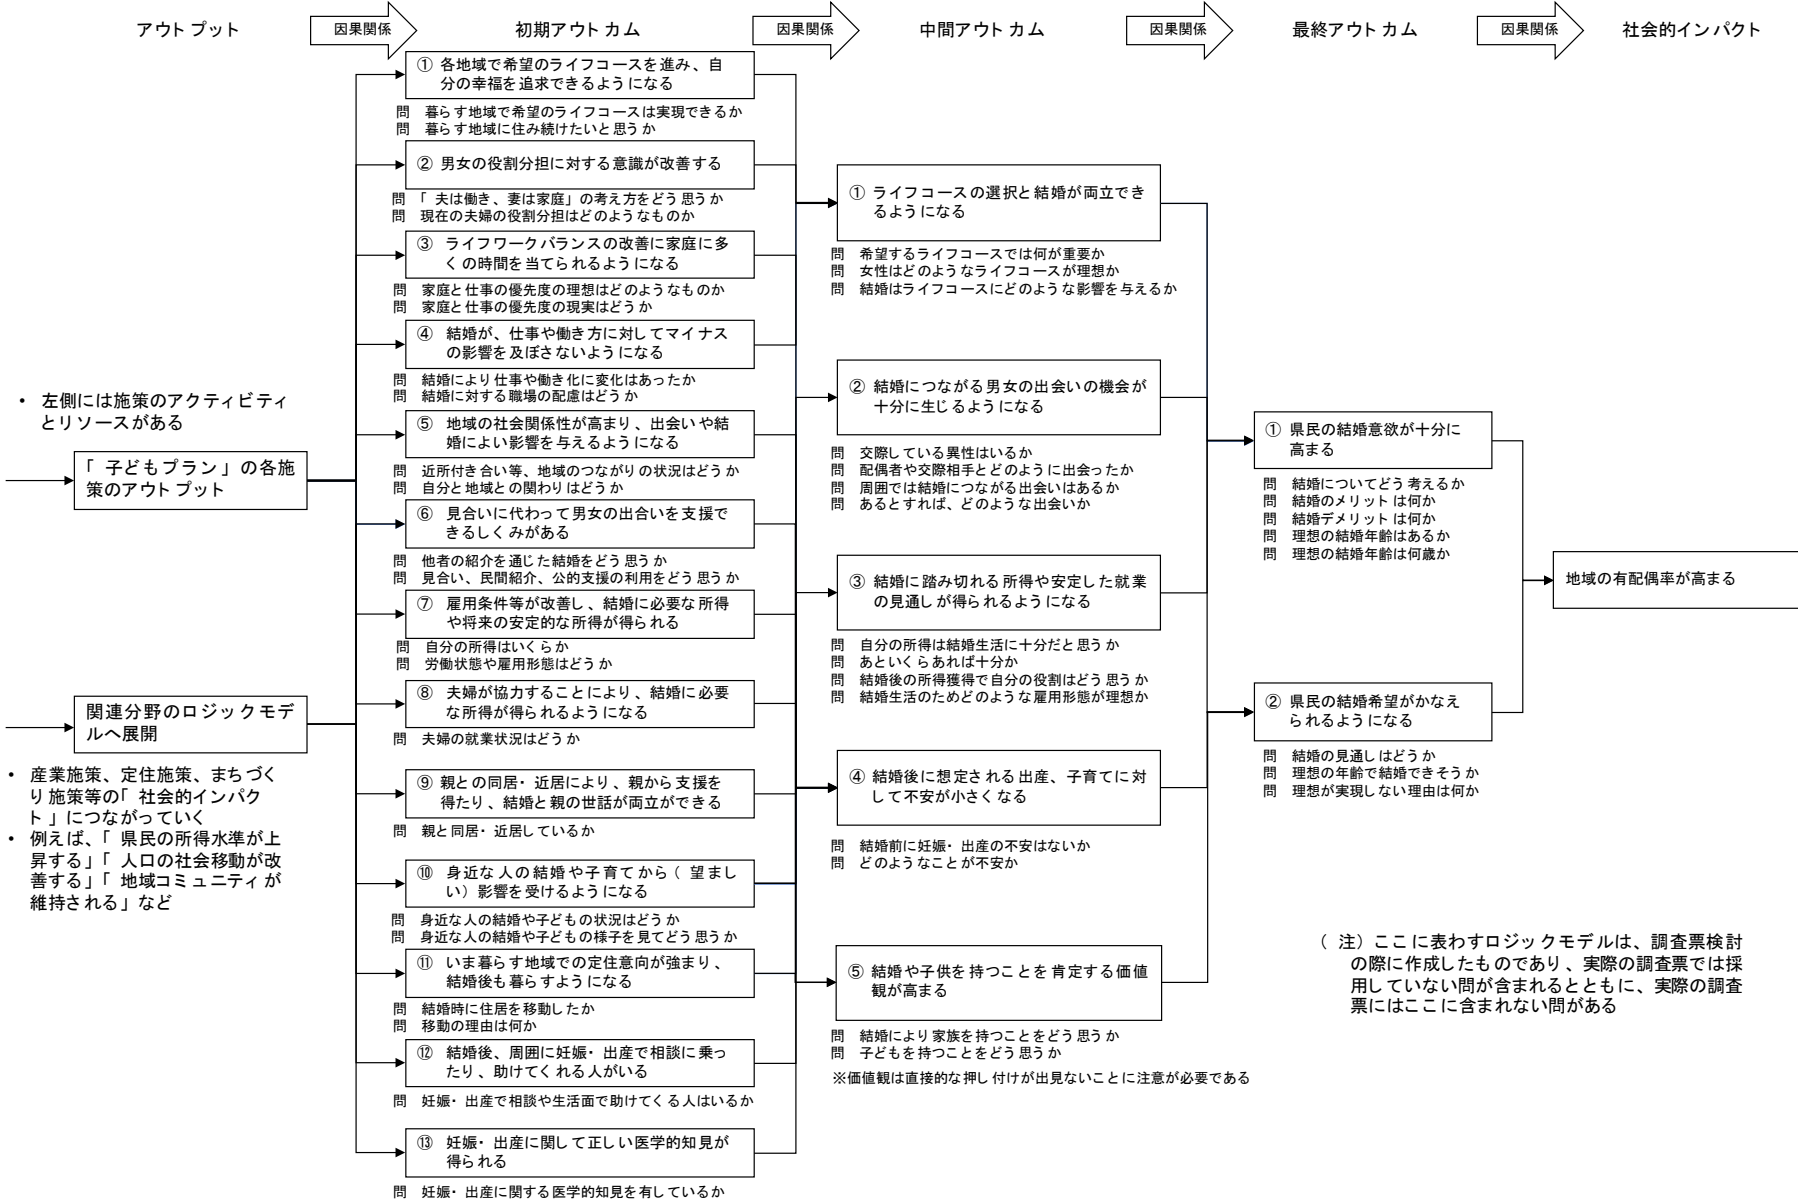 アウトプット
因果関係
初期アウトカム
因果関係
中間アウトカム
因果関係
最終アウトカム
因果関係
社会的インパクト
・ 左側には施策のアクティビティ
とリソースがある
「子どもプラン」の各施
策のアウトプット
関連分野のロジックモデ
ルへ展開
・ 産業施策、定住施策、まちづく
り施策等の「社会的インパク
ト」につながっていく
・ 例えば、「県民の所得水準が上
昇する」「人口の社会移動が改
善する」「地域コミュニティが
維持される」など
① 各地域で希望のライフコースを進み、自
分の幸福を追求できるようになる
問 暮らす地域で希望のライフコースは実現できるか
問 暮らす地域に住み続けたいと思うか
② 男女の役割分担に対する意識が改善する
問 「夫は働き、妻は家庭」の考え方をどう思うか
問 現在の夫婦の役割分担はどのようなものか
③ ライフワークバランスの改善に家庭に多
くの時間を当てられるようになる
問 家庭と仕事の優先度の理想はどのようなものか
問 家庭と仕事の優先度の現実はどうか
④ 結婚が、仕事や働き方に対してマイナス
の影響を及ぼさないようになる
問 結婚により仕事や働き化に変化はあったか
問 結婚に対する職場の配慮はどうか
⑤ 地域の社会関係性が高まり、出会いや結
婚によい影響を与えるようになる
問 近所付き合い等、地域のつながりの状況はどうか
問 自分と地域との関わりはどうか
⑥ 見合いに代わって男女の出合いを支援で
きるしくみがある
問 他者の紹介を通じた結婚をどう思うか
問 見合い、民間紹介、公的支援の利用をどう思うか
⑦ 雇用条件等が改善し、結婚に必要な所得
や将来の安定的な所得が得られる
問 自分の所得はいくらか
問 労働状態や雇用形態はどうか
⑧ 夫婦が協力することにより、結婚に必要
な所得が得られるようになる
問 夫婦の就業状況はどうか
⑨ 親との同居・近居により、親から支援を
得たり、結婚と親の世話が両立ができる
問 親と同居・近居しているか
⑩ 身近な人の結婚や子育てから(望まし
い)影響を受けるようになる
問 身近な人の結婚や子どもの状況はどうか
問 身近な人の結婚や子どもの様子を見てどう思うか
⑪ いま暮らす地域での定住意向が強まり、
結婚後も暮らすようになる
問 結婚時に住居を移動したか
問 移動の理由は何か
⑫ 結婚後、周囲に妊娠・出産で相談に乗っ
たり、助けてくれる人がいる
問 妊娠・出産で相談や生活面で助けてくる人はいるか
⑬ 妊娠・出産に関して正しい医学的知見が
得られる
問 妊娠・出産に関する医学的知見を有しているか
① ライフコースの選択と結婚が両立でき
るようになる
問 希望するライフコースでは何が重要か
問 女性はどのようなライフコースが理想か
問 結婚はライフコースにどのような影響を与えるか
② 結婚につながる男女の出会いの機会が
十分に生じるようになる
問 交際している異性はいるか
問 配偶者や交際相手とどのように出会ったか
問 周囲では結婚につながる出会いはあるか
問 あるとすれば、どのような出会いか
③ 結婚に踏み切れる所得や安定した就業
の見通しが得られるようになる
問 自分の所得は結婚生活に十分だと思うか
問 あといくらあれば十分か
問 結婚後の所得獲得で自分の役割はどう思うか
問 結婚生活のためどのような雇用形態が理想か
④ 結婚後に想定される出産、子育てに対
して不安が小さくなる
問 結婚前に妊娠・出産の不安はないか
問 どのようなことが不安か
⑤ 結婚や子供を持つことを肯定する価値
観が高まる
問 結婚により家族を持つことをどう思うか
問 子どもを持つことをどう思うか
※価値観は直接的な押し付けが出見ないことに注意が必要である
① 県民の結婚意欲が十分に
高まる
問 結婚についてどう考えるか
問 結婚のメリットは何か
問 結婚デメリットは何か
問 理想の結婚年齢はあるか
問 理想の結婚年齢は何歳か
② 県民の結婚希望がかなえ
られるようになる
問 結婚の見通しはどうか
問 理想の年齢で結婚できそうか
問 理想が実現しない理由は何か
地域の有配偶率が高まる
(注)ここに表わすロジックモデルは、調査票検討
の際に作成したものであり、実際の調査票では採
用していない問が含まれるとともに、実際の調査
票にはここに含まれない問がある